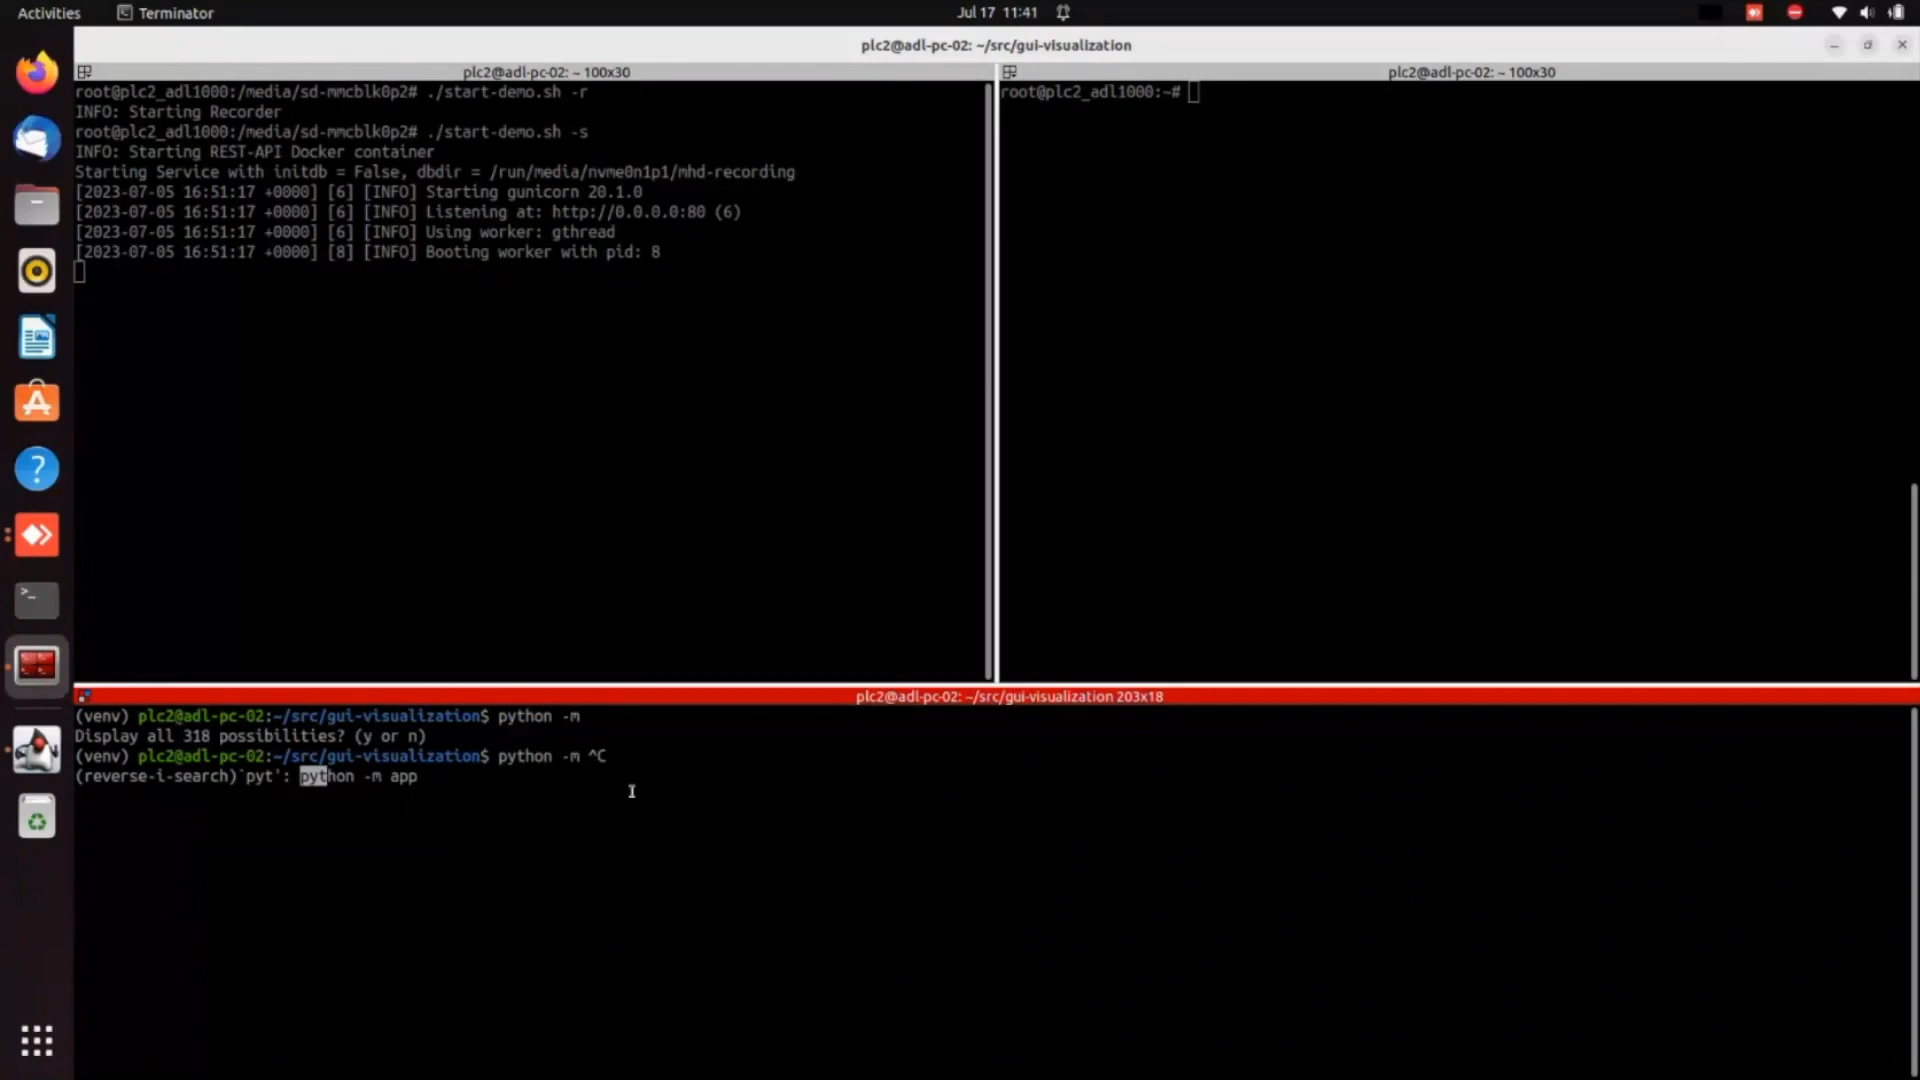 Activities
Terminator
Jul 17 11:41
plc2@adl-pc-02: ~/src/gui-visualization
plc2@adl-pc-02: ~ 100x30
root@plc2_adl1000:/media/sd-mmcblk0p2# ./start-demo.sh -r
INFO: Starting Recorder
root@plc2_adl1000:/media/sd-mmcblk0p2# ./start-demo.sh -s
INFO: Starting REST-API Docker container
Starting Service with initdb = False, dbdir = /run/media/nvme0n1p1/mhd-recording
[2023-07-05 16:51:17 +0000] [6] [INFO] Starting gunicorn 20.1.0
[2023-07-05 16:51:17 +0000] [6] [INFO] Listening at: http://0.0.0.0:80 (6)
[2023-07-05 16:51:17 +0000] [6] [INFO] Using worker: gthread
[2023-07-05 16:51:17 +0000] [8] [INFO] Booting worker with pid: 8
plc2@adl-pc-02: ~ 100x30
root@plc2_adl1000:~#
plc2@adl-pc-02: ~/src/gui-visualization 203x18
(venv) plc2@adl-pc-02:~/src/gui-visualization$ python -m
Display all 318 possibilities? (y or n)
(venv) plc2@adl-pc-02:~/src/gui-visualization$ python -m ^C
(reverse-i-search)`pyt': python -m app